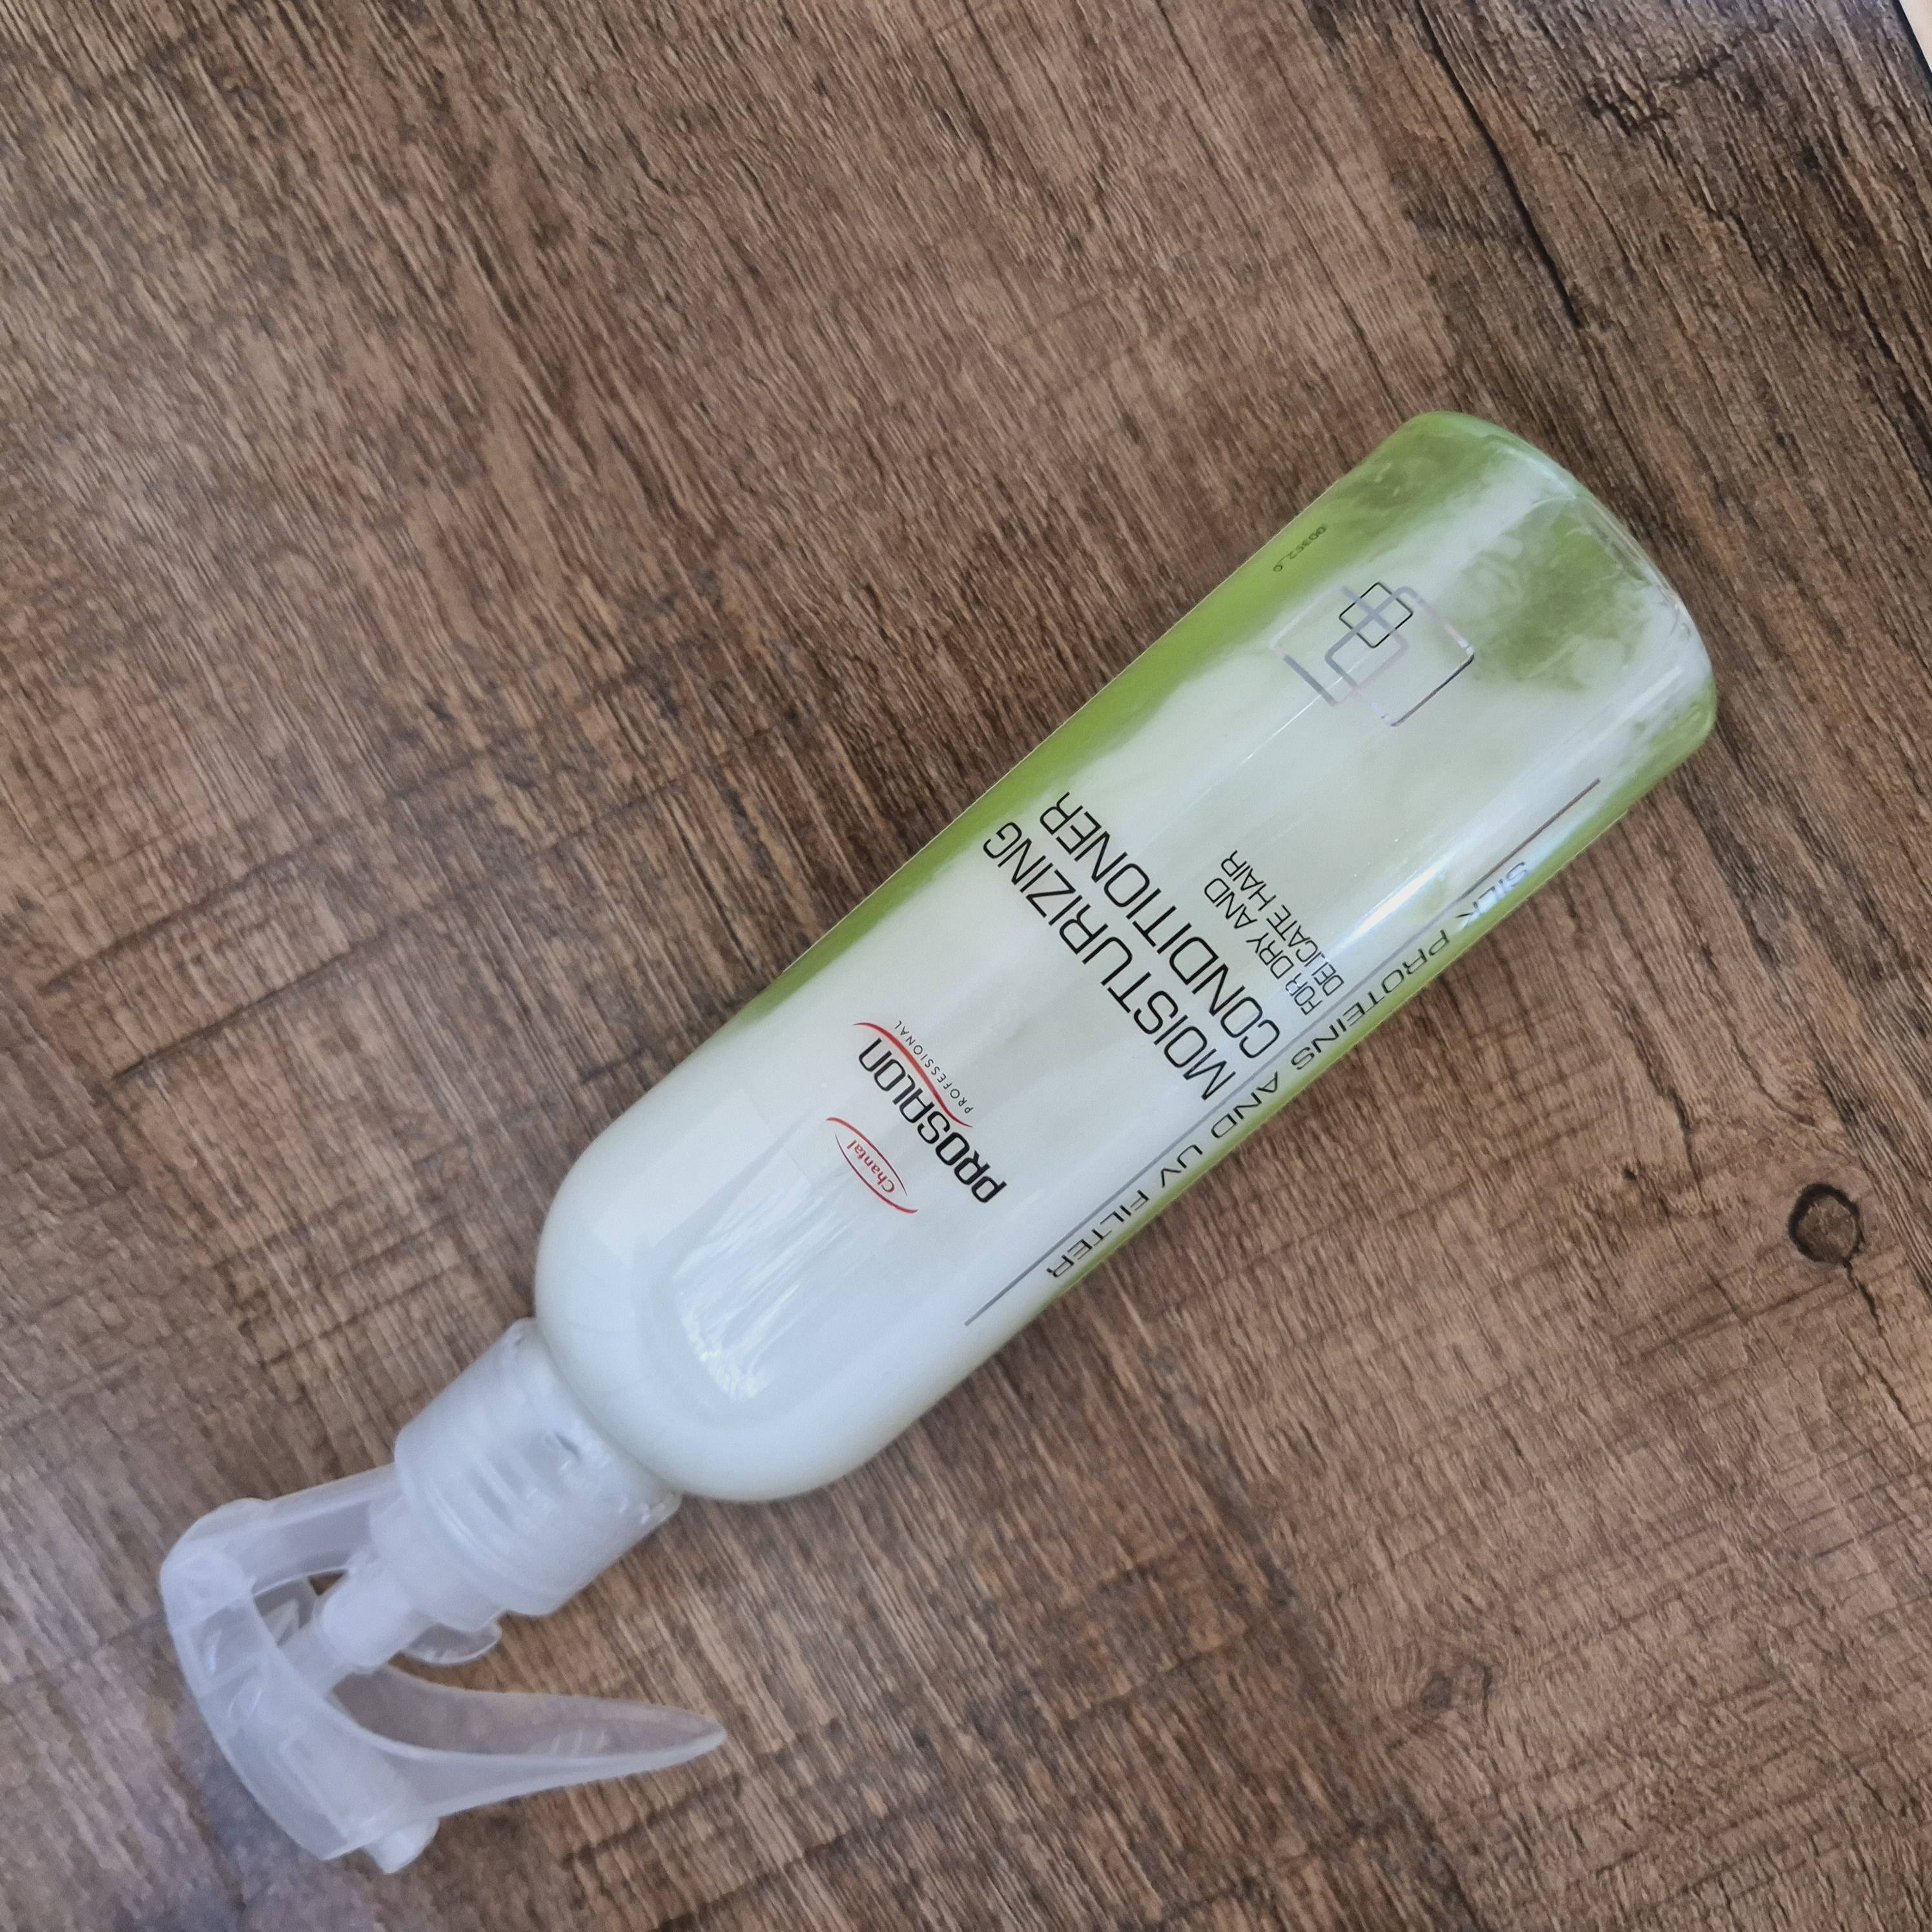 Chantal
PROSALON
PROFESSIONAL
MOISTURIZING
CONDITIONER
FOR DRY AND
DELICATE HAIR
SILK PROTEINS AND UV FILTER